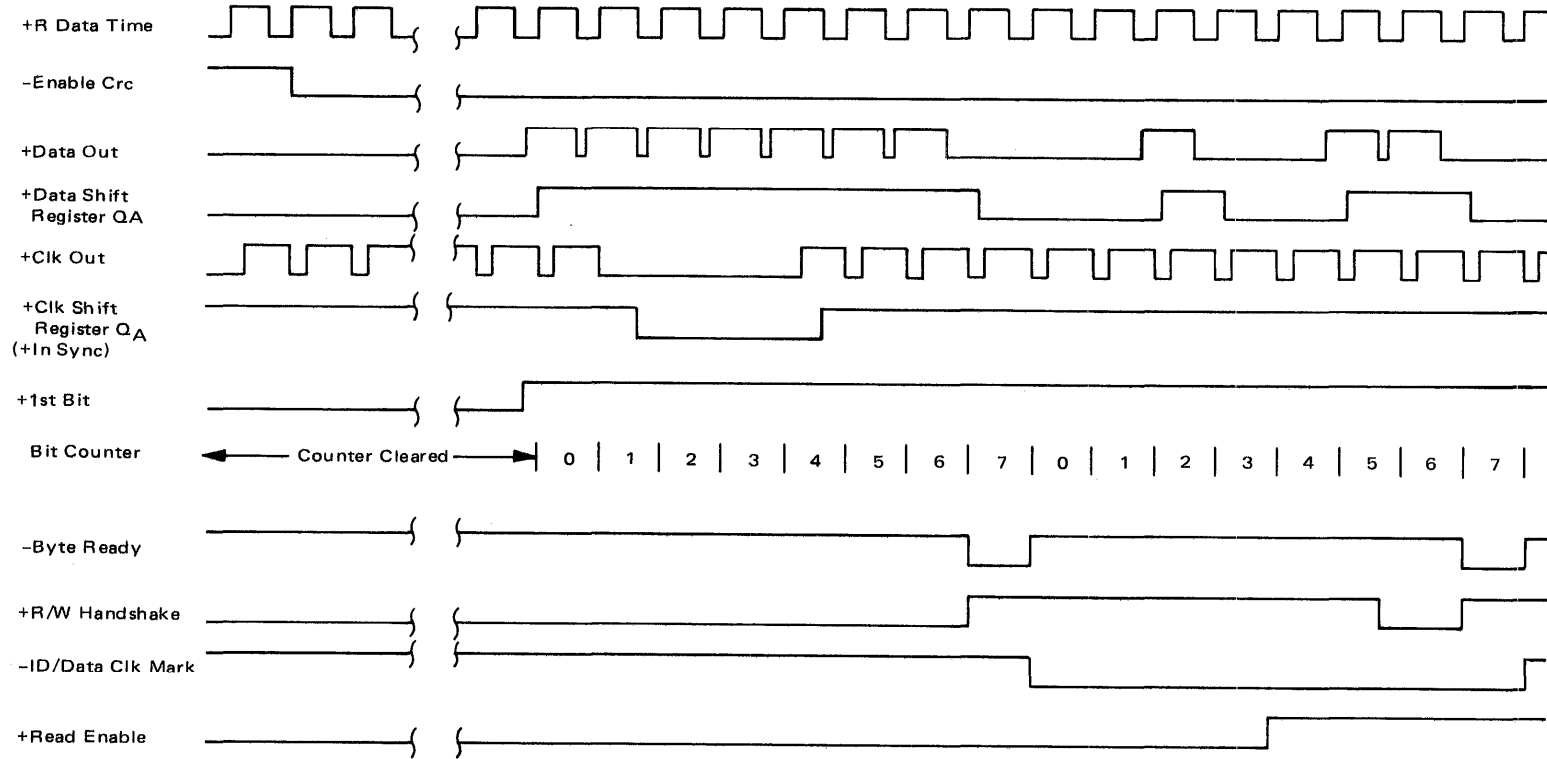 +R Data Time
–Enable Crc
+Data Out
+Data Shift
Register QA
+Clk Out
+Clk Shift
Register QA
(+In Sync)
+1st Bit
Bit Counter
Counter Cleared
0 | 1 | 2 | 3 | 4 | 5 | 6 | 7 | 0 | 1 | 2 | 3 | 4 | 5 | 6 | 7 |
–Byte Ready
+R/W Handshake
–ID/Data Clk Mark
+Read Enable